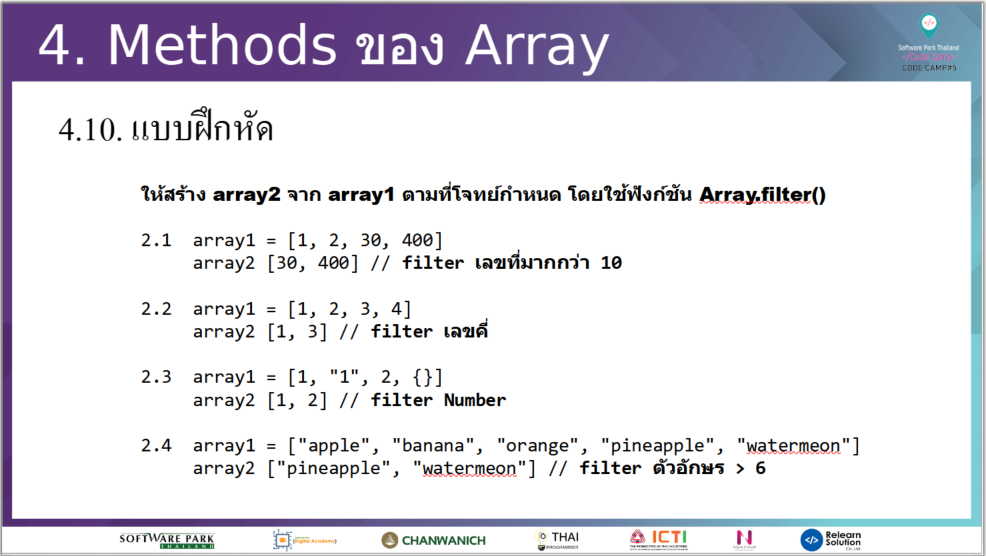 4. Methods ของ Array
Software Park Thailand
CODE CAMP#5
4.10. แบบฝึกหัด
ให้สร้าง array2 จาก array1 ตามที่โจทย์กำหนด โดยใช้ฟังก์ชัน Array.filter()
2.1 array1 = [1, 2, 30, 400]
array2 [30, 400] // filter เลขที่มากกว่า 10
2.2 array1 = [1, 2, 3, 4]
array2 [1, 3] // filter เลขคี่
2.3 array1 = [1, "1", 2, {}]
array2 [1, 2] // filter Number
2.4 array1 = ["apple", "banana", "orange", "pineapple", "watermeon"]
array2 ["pineapple", "watermeon"] // filter ตัวอักษร > 6
SOFTWARE PARK
THAILAND
Digital Academy
CHANWANICH
THAI
PROGRAMMER
ICTI
N
Relearn
Solution
Co., Ltd.